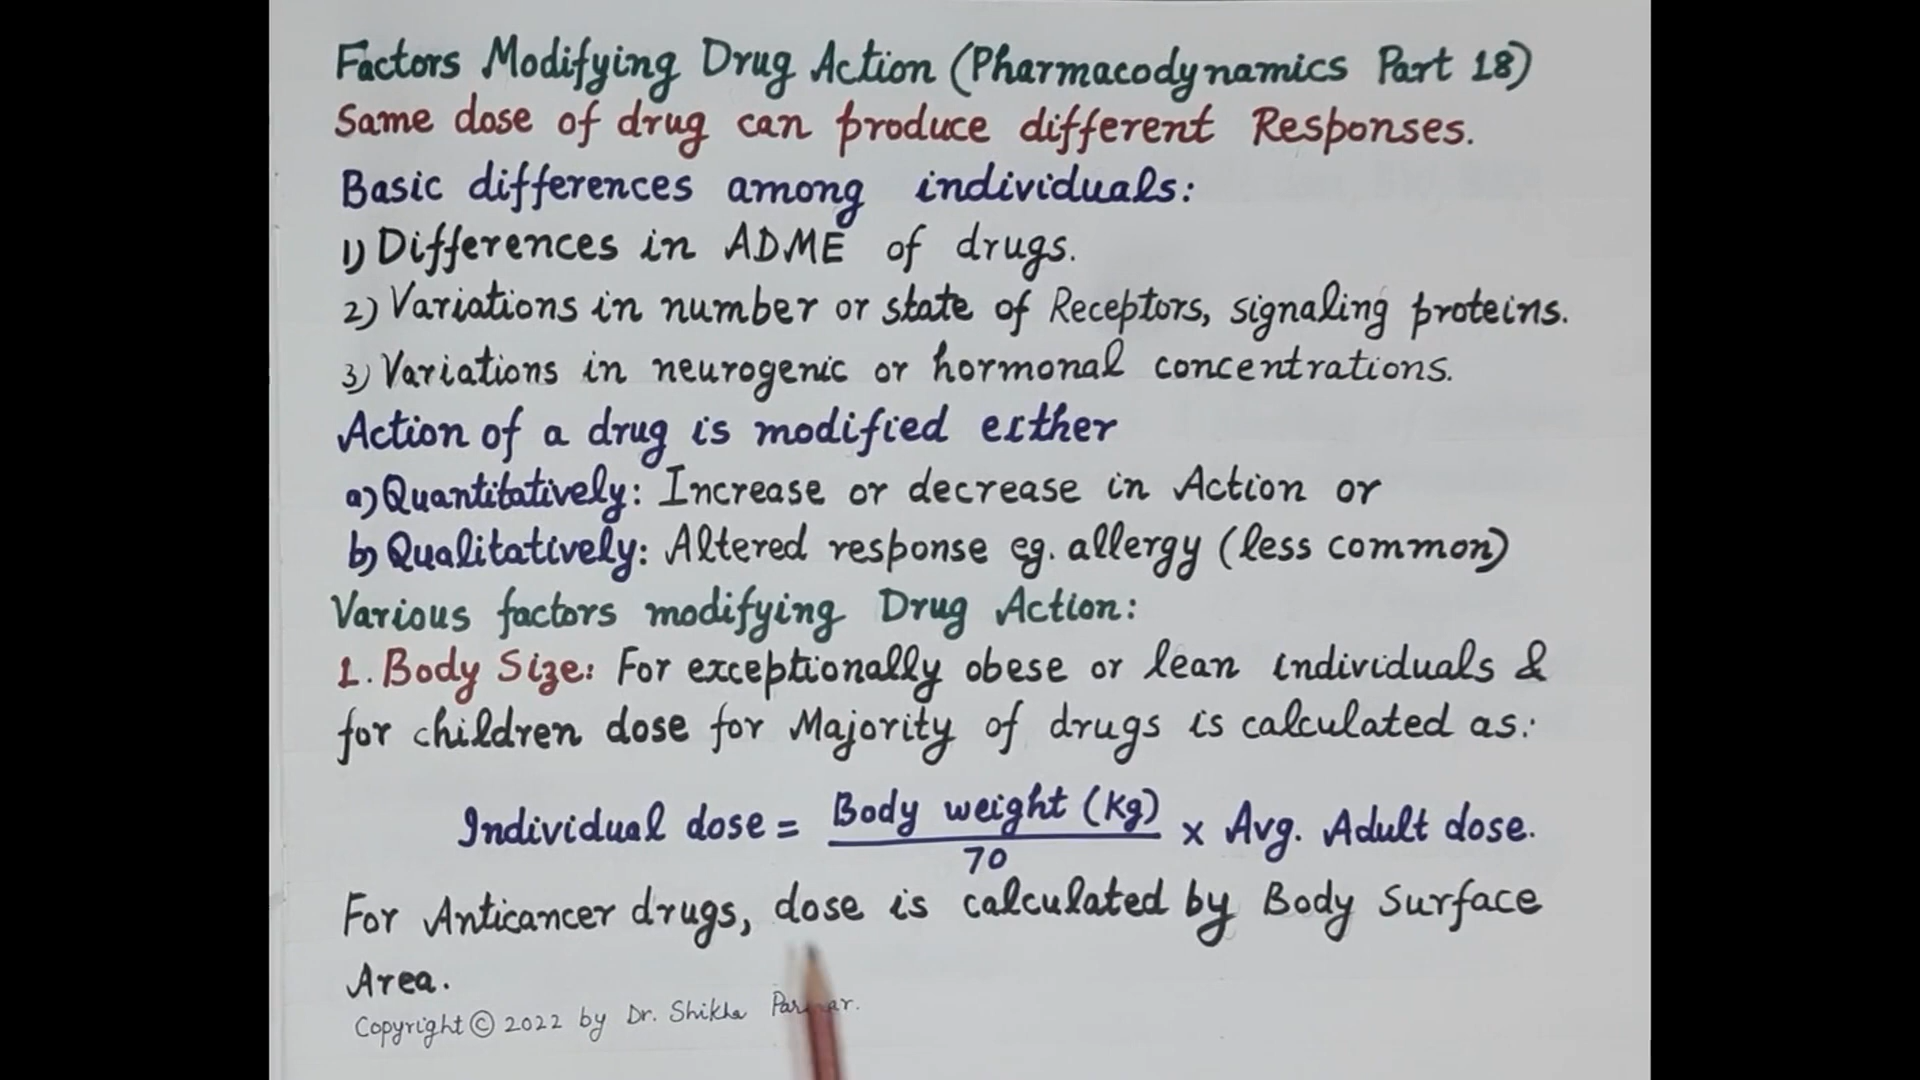 Factors Modifying Drug Action (Pharmacodynamics Part 18)
Same dose of drug can produce different Responses.
Basic differences among individuals:
1) Differences in ADME of drugs.
2) Variations in number or state of Receptors, signaling proteins.
3) Variations in neurogenic or hormonal concentrations.
Action of a drug is modified either
a) Quantitatively: Increase or decrease in Action or
b) Qualitatively: Altered response eg. allergy (less common)
Various factors modifying Drug Action:
1. Body Size: For exceptionally obese or lean individuals &
for children dose for Majority of drugs is calculated as:
Individual dose = Body weight (Kg) / 70 x Avg. Adult dose.
For Anticancer drugs, dose is calculated by Body Surface
Area.
Copyright © 2022 by Dr. Shikha